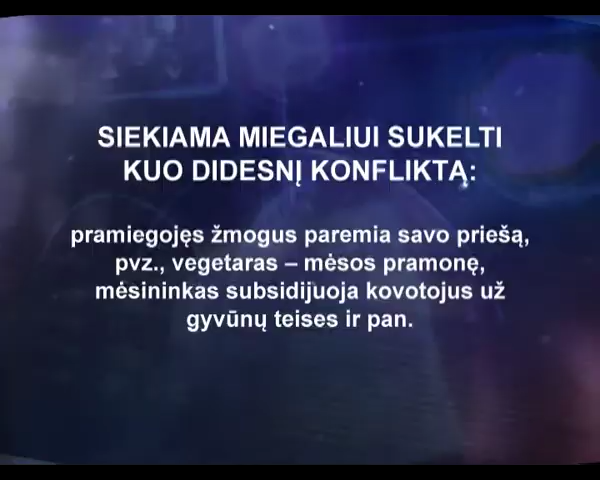 SIEKIAMA MIEGALIUI SUKELTI
KUO DIDESNĮ KONFLIKTĄ:
pramiegojęs žmogus paremia savo priešą,
pvz., vegetaras – mėsos pramonę,
mėsininkas subsidijuoja kovotojus už
gyvūnų teises ir pan.